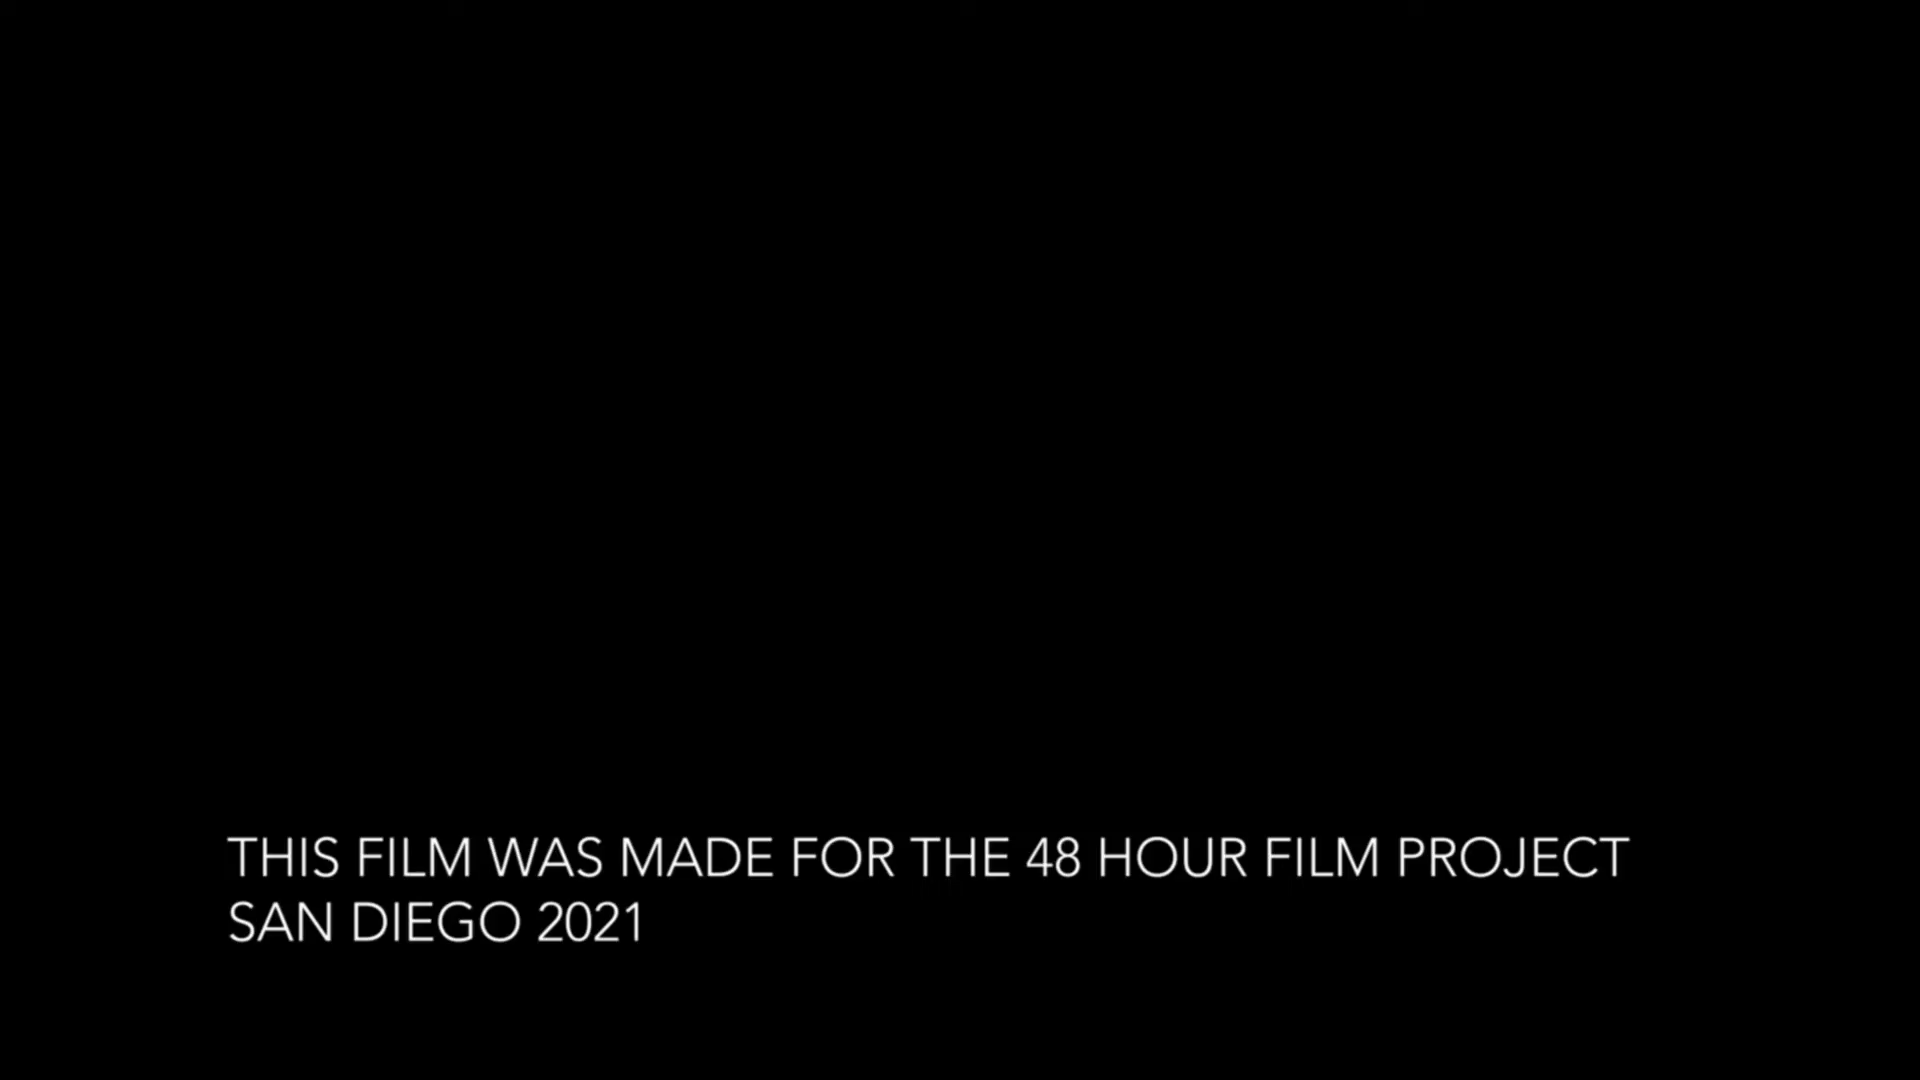 THIS FILM WAS MADE FOR THE 48 HOUR FILM PROJECT
SAN DIEGO 2021